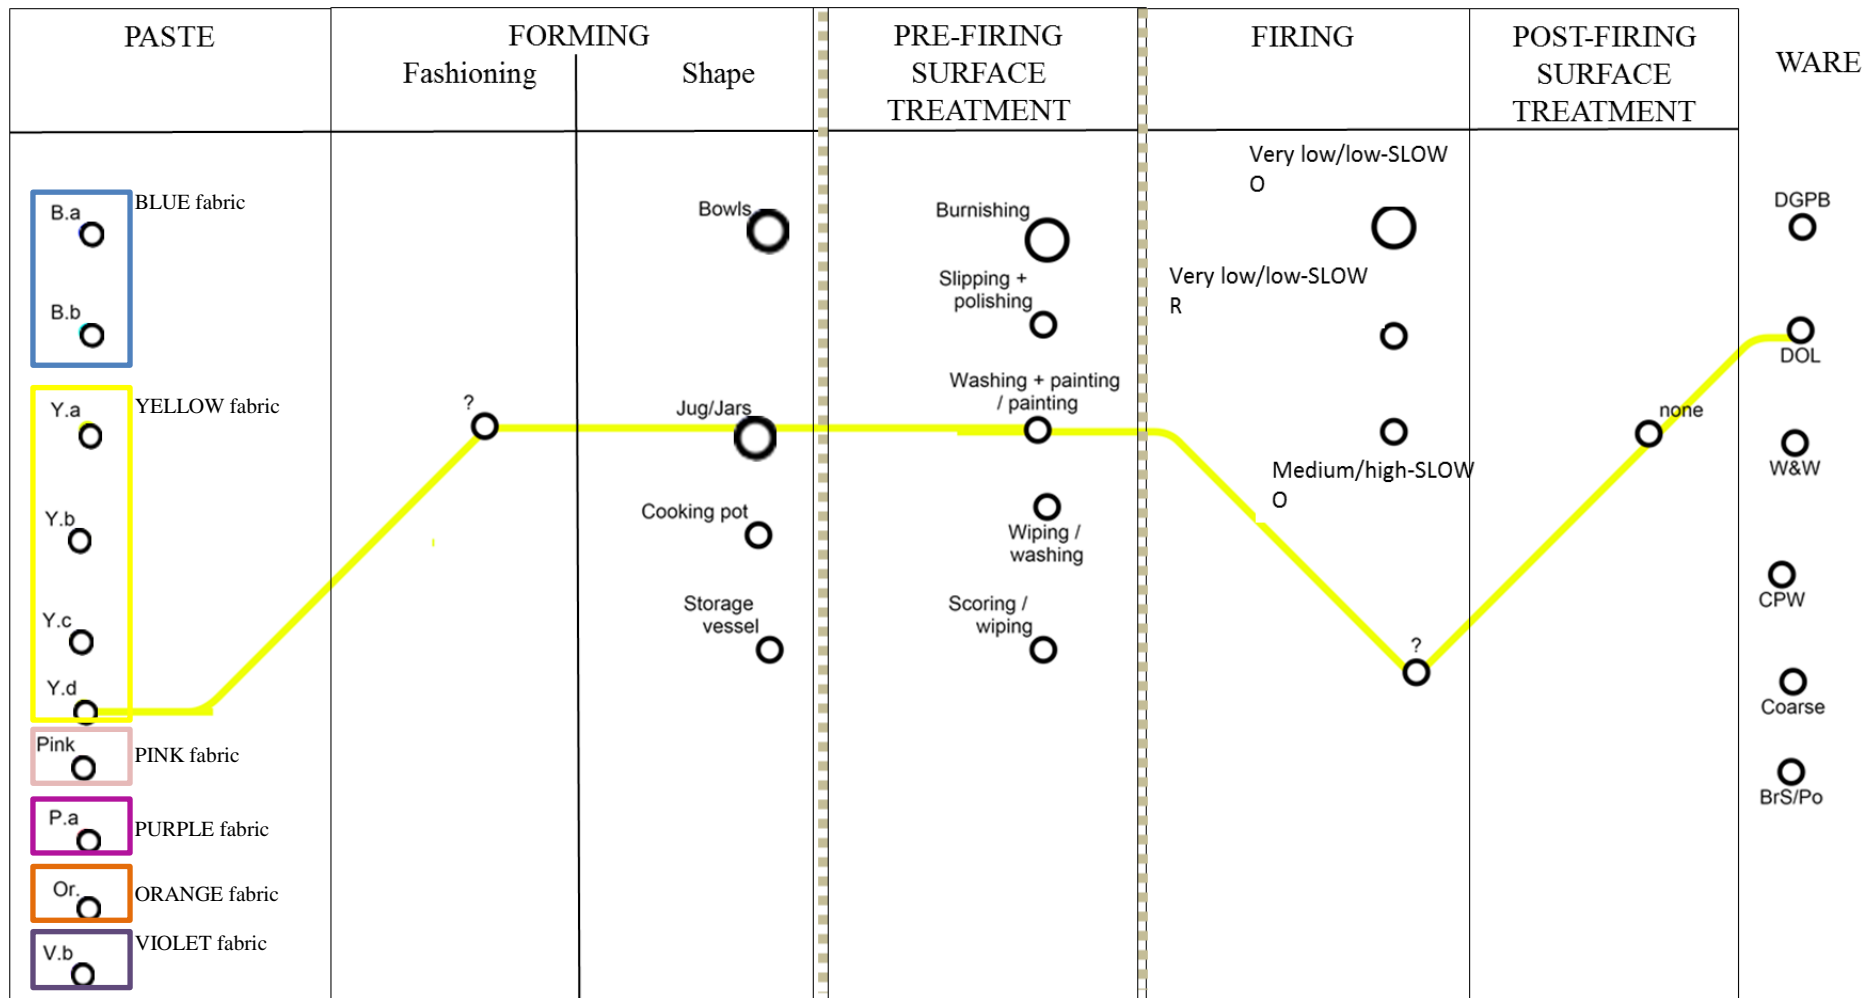 PASTE
FORMING
Fashioning
Shape
PRE-FIRING
SURFACE
TREATMENT
FIRING
POST-FIRING
SURFACE
TREATMENT
WARE
B.a
BLUE fabric
B.b
Y.a
YELLOW fabric
Y.b
Y.c
Y.d
Pink
PINK fabric
P.a
PURPLE fabric
Or.
ORANGE fabric
V.b
VIOLET fabric
?
Bowls
Jug/Jars
Cooking pot
Storage
vessel
Burnishing
Slipping +
polishing
Washing + painting
/ painting
Wiping /
washing
Scoring /
wiping
Very low/low-SLOW
O
Very low/low-SLOW
R
Medium/high-SLOW
O
?
none
DGPB
DOL
W&W
CPW
Coarse
BrS/Po